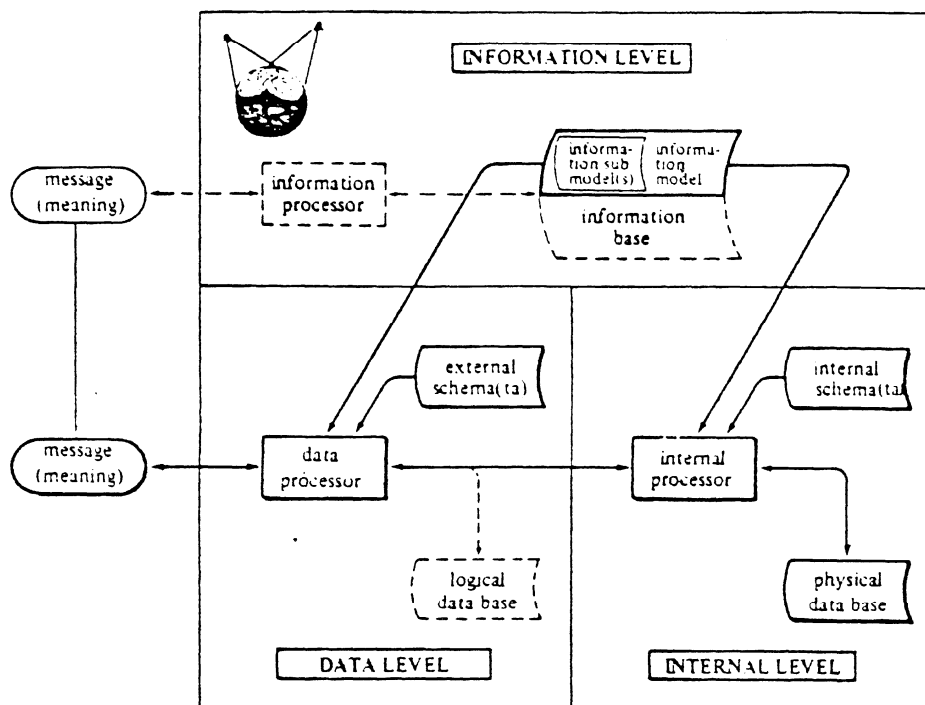 INFORMATION LEVEL
message
(meaning)
information
processor
informa-
tion sub
model(s)
informa-
tion
model
information
base
external
schema(ta)
internal
schema(ta)
message
(meaning)
data
processor
internal
processor
logical
data base
physical
data base
DATA LEVEL
INTERNAL LEVEL